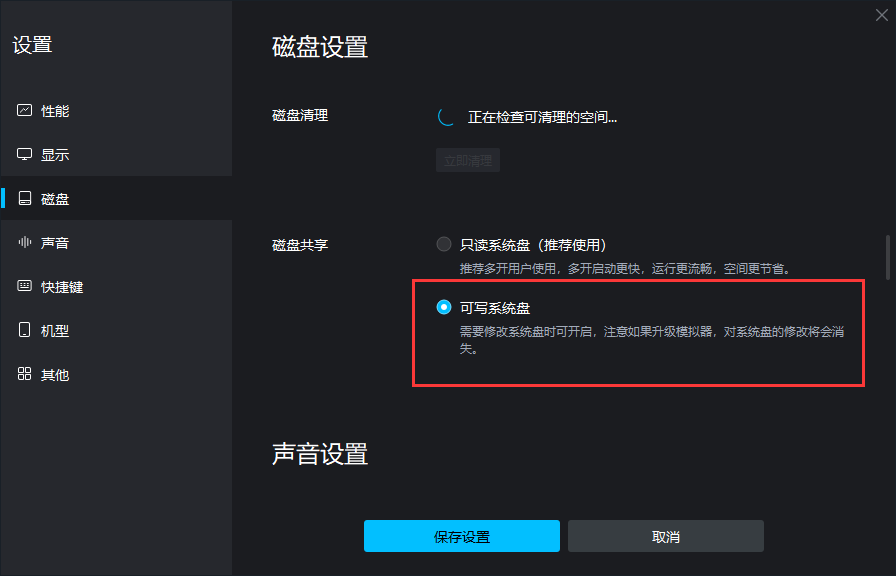 设置
性能
显示
磁盘
声音
快捷键
机型
其他
磁盘设置
磁盘清理
正在检查可清理的空间...
立即清理
磁盘共享
只读系统盘（推荐使用）
推荐多开用户使用，多开启动更快，运行更流畅，空间更节省。
可写系统盘
需要修改系统盘时可开启，注意如果升级模拟器，对系统盘的修改将会消
失。
声音设置
保存设置
取消